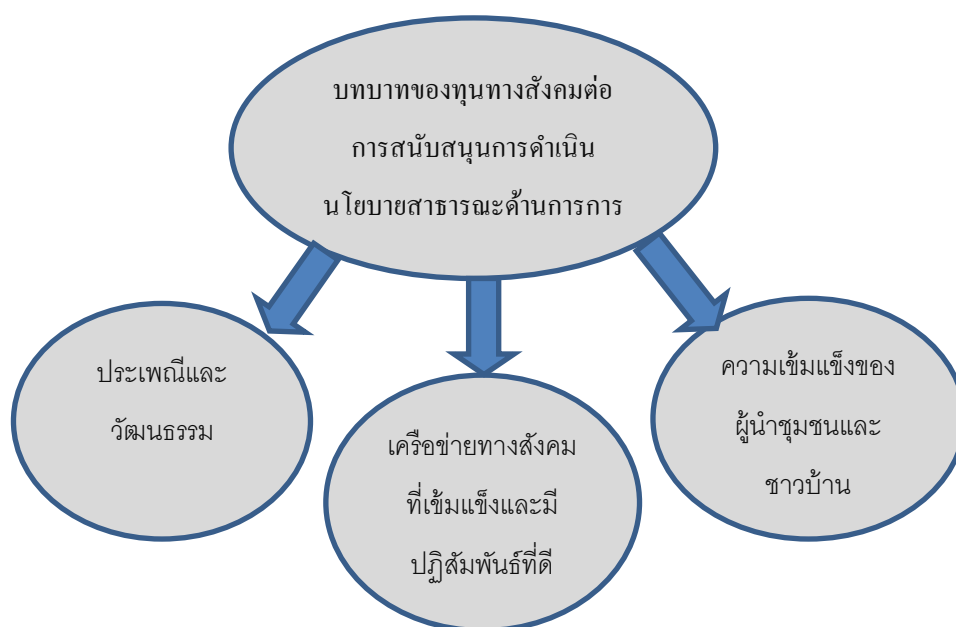 บทบาทของทุนทางสังคมต่อ
การสนับสนุนการดำเนิน
นโยบายสาธารณะด้านการการ
ประเพณีและ
วัฒนธรรม
เครือข่ายทางสังคม
ที่เข้มแข็งและมี
ปฏิสัมพันธ์ที่ดี
ความเข้มแข็งของ
ผู้นำชุมชนและ
ชาวบ้าน